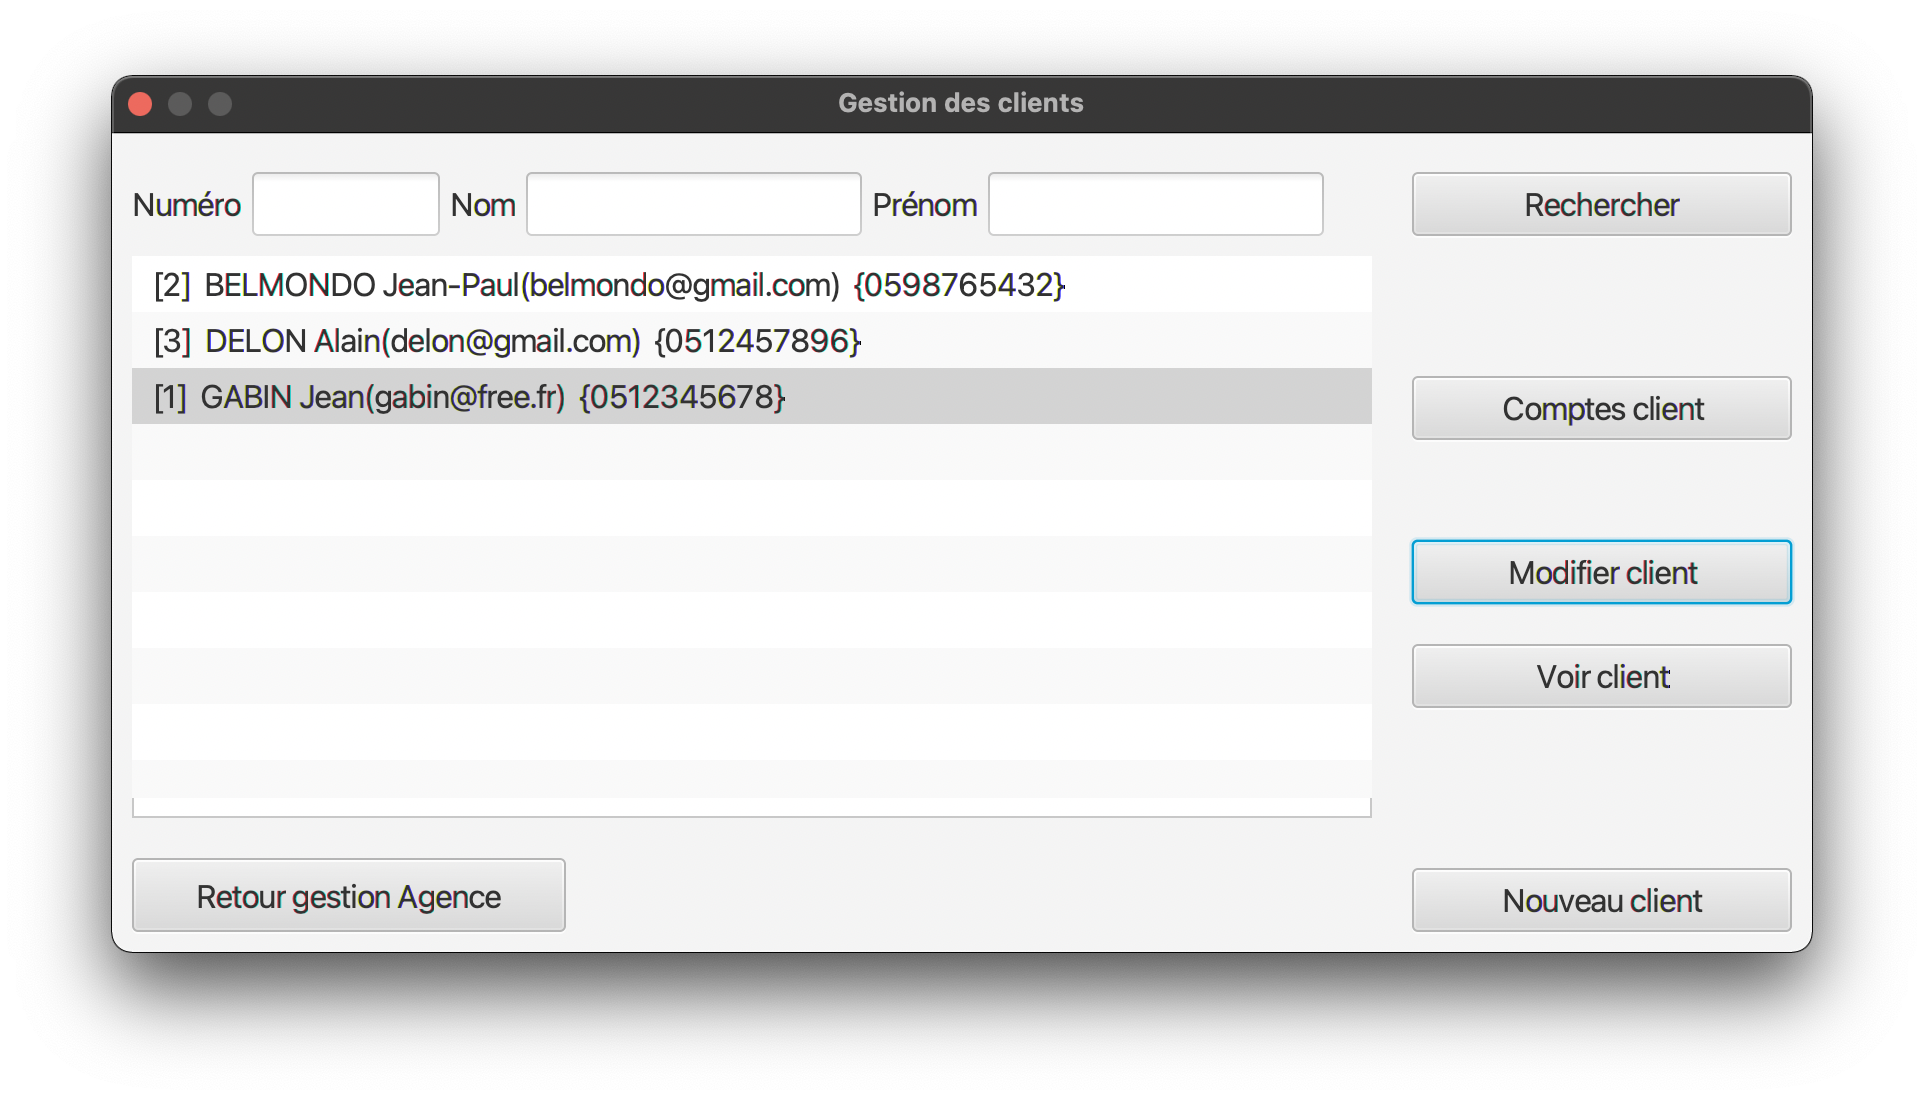 Gestion des clients
Numéro Nom Prénom Rechercher
[2] BELMONDO Jean-Paul(belmondo@gmail.com) {0598765432}
[3] DELON Alain(delon@gmail.com) {0512457896}
[1] GABIN Jean(gabin@free.fr) {0512345678}
Comptes client
Modifier client
Voir client
Retour gestion Agence
Nouveau client